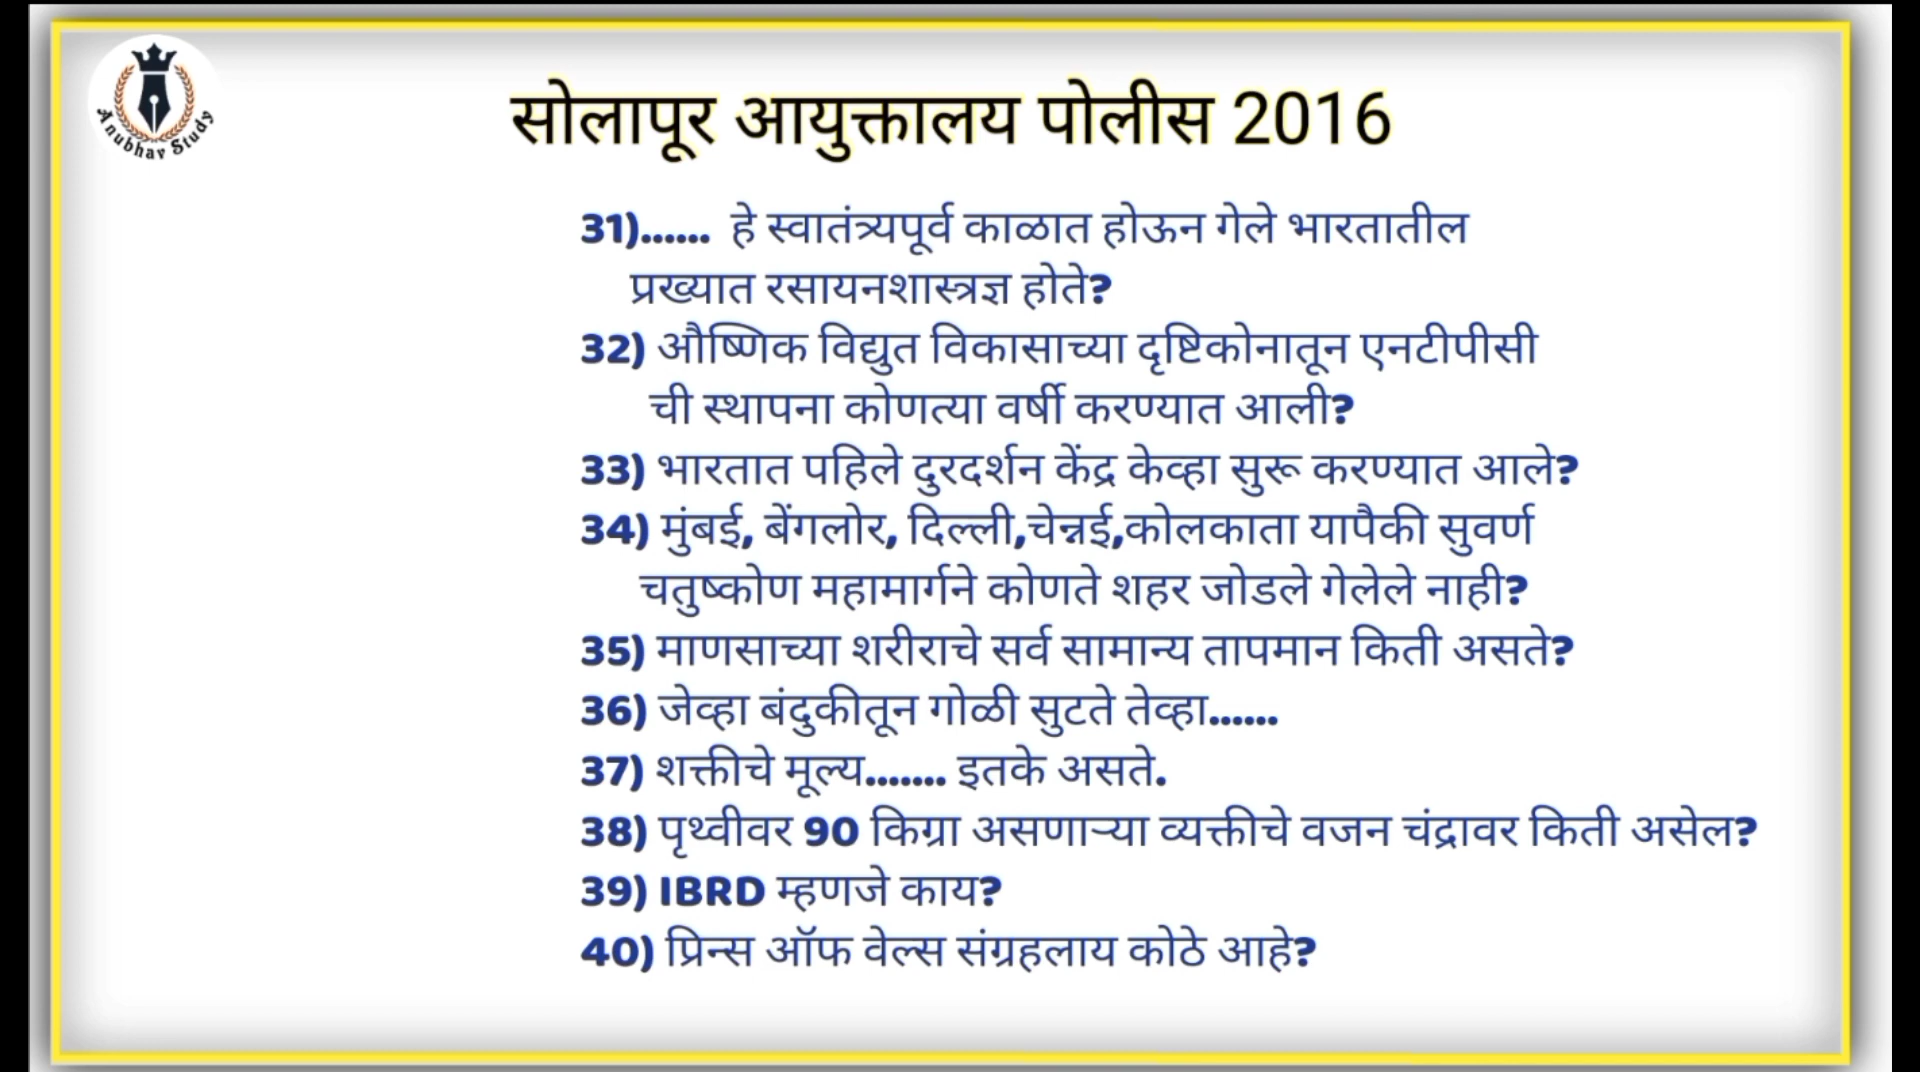 Anubhav Study
सोलापूर आयुक्तालय पोलीस 2016
31)...... हे स्वातंत्र्यपूर्व काळात होऊन गेले भारतातील
प्रख्यात रसायनशास्त्रज्ञ होते?
32) औष्णिक विद्युत विकासाच्या दृष्टिकोनातून एनटीपीसी
ची स्थापना कोणत्या वर्षी करण्यात आली?
33) भारतात पहिले दुरदर्शन केंद्र केव्हा सुरू करण्यात आले?
34) मुंबई, बेंगलोर, दिल्ली,चेन्नई,कोलकाता यापैकी सुवर्ण
चतुष्कोण महामार्गने कोणते शहर जोडले गेलेले नाही?
35) माणसाच्या शरीराचे सर्व सामान्य तापमान किती असते?
36) जेव्हा बंदुकीतून गोळी सुटते तेव्हा......
37) शक्तीचे मूल्य....... इतके असते.
38) पृथ्वीवर 90 किग्रा असणाऱ्या व्यक्तीचे वजन चंद्रावर किती असेल?
39) IBRD म्हणजे काय?
40) प्रिन्स ऑफ वेल्स संग्रहलाय कोठे आहे?